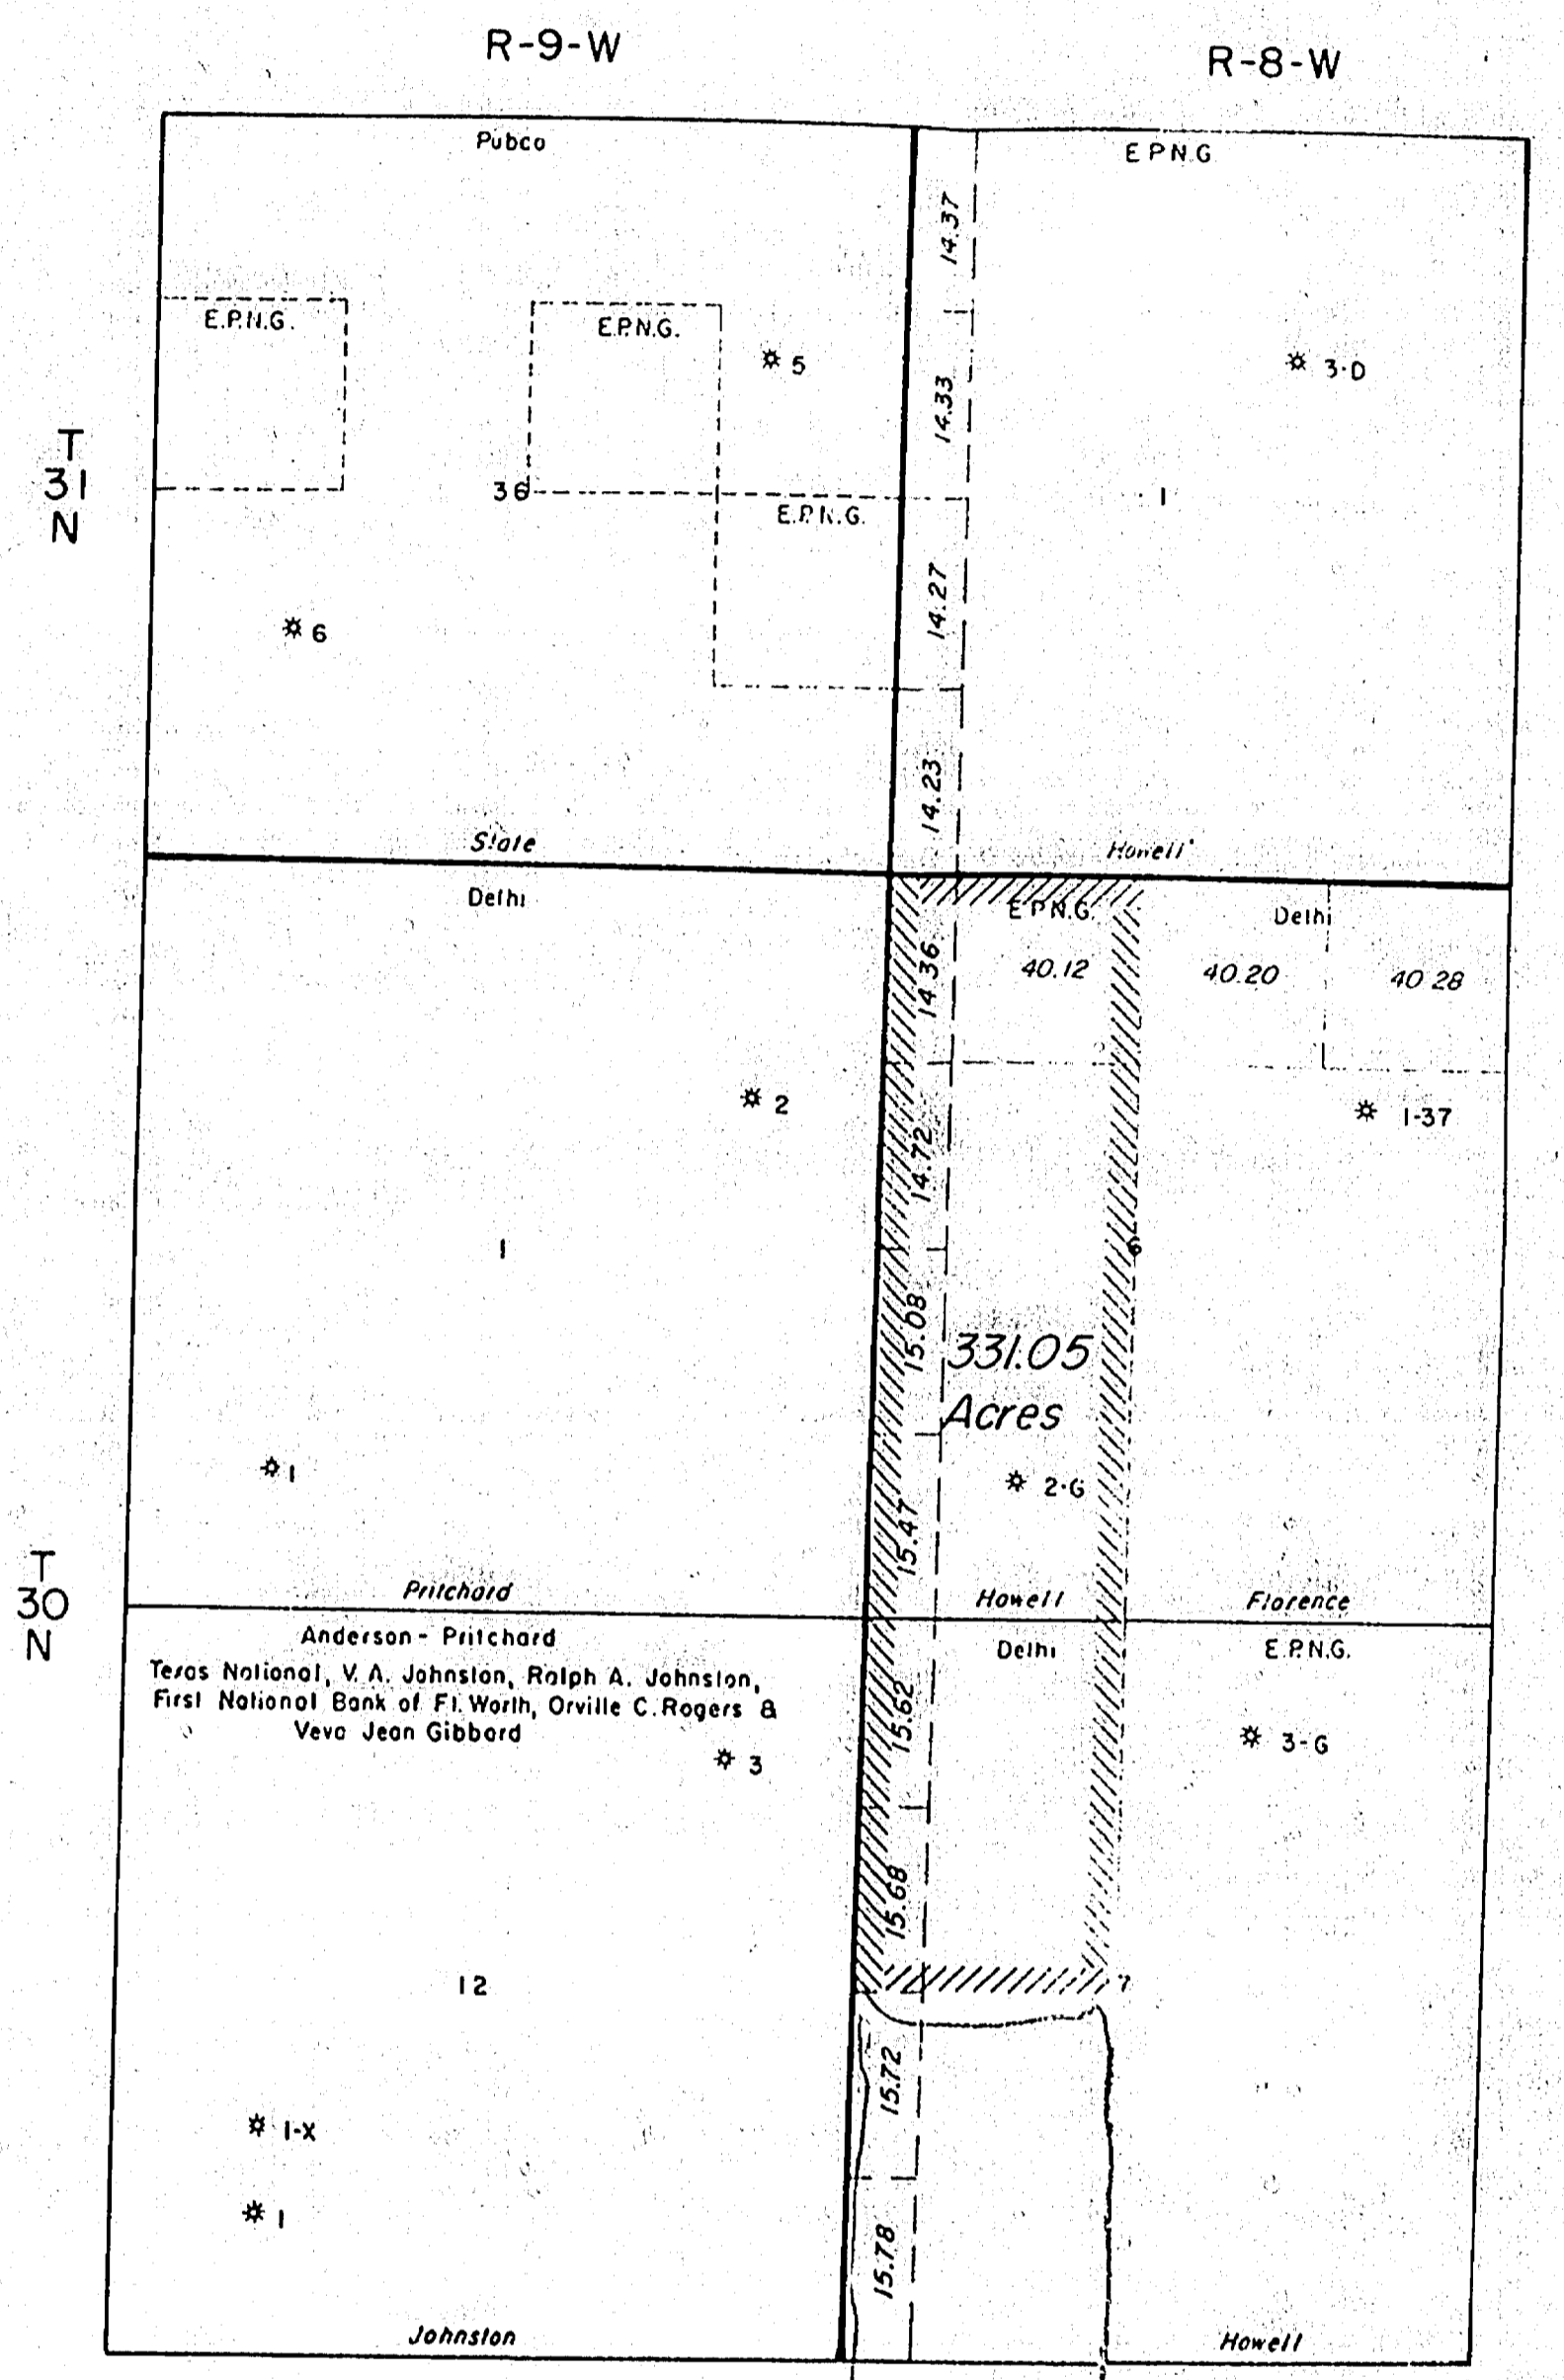 R-9-W
R-8-W
Pubco
E P.N.G
14.37
E.P.N.G.
E.P.N.G.
5
3-D
14.33
T
31
N
36
1
E.P.N.G.
14.27
6
14.23
State
Howell
Delhi
E P.N.G.
Delhi
14 36
40.12
40.20
40 28
2
1-37
14.72
1
6
15.08
331.05
Acres
1
2-G
15.47
T
30
N
Pritchard
Howell
Florence
Anderson - Pritchard
Delhi
E.P.N.G.
Texas National, V. A. Johnston, Ralph A. Johnston,
First National Bank of Ft. Worth, Orville C. Rogers &
Veva Jean Gibbard
15.62
3
3-G
15.68
12
7
15.72
1-X
1
15.78
Johnston
Howell